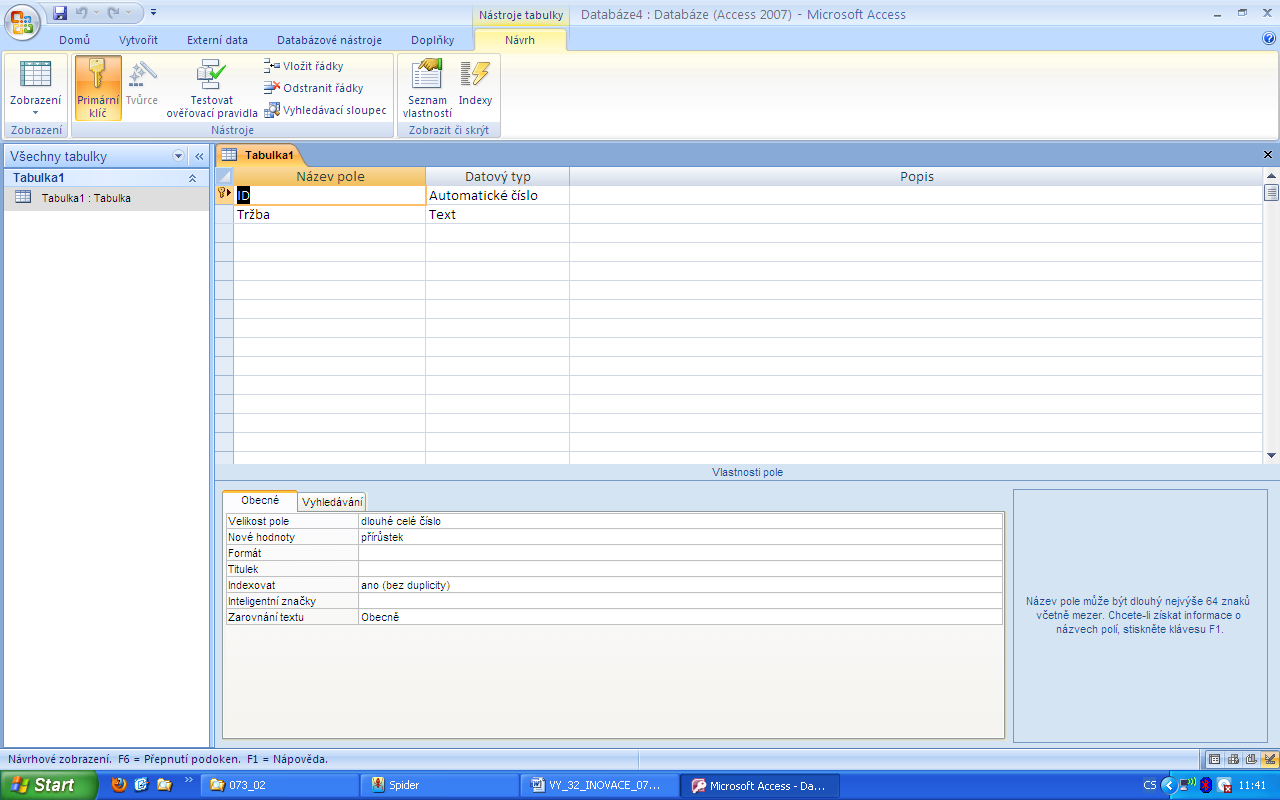 Nástroje tabulky
Databáze4 : Databáze (Access 2007) - Microsoft Access
Domů
Vytvořit
Externí data
Databázové nástroje
Doplňky
Návrh
Zobrazení
Primární klíč
Tvůrce
Testovat ověřovací pravidla
Vložit řádky
Odstranit řádky
Vyhledávací sloupec
Seznam vlastností
Indexy
Zobrazení
Nástroje
Zobrazit či skrýt
Všechny tabulky
Tabulka1
Tabulka1 : Tabulka
Tabulka1
Název pole Datový typ Popis
ID Automatické číslo
Tržba Text
Vlastnosti pole
Obecné Vyhledávání
Velikost pole dlouhé celé číslo
Nové hodnoty přírůstek
Formát
Titulek
Indexovat ano (bez duplicity)
Inteligentní značky
Zarovnání textu Obecně
Název pole může být dlouhý nejvýše 64 znaků
včetně mezer. Chcete-li získat informace o
názvech polí, stiskněte klávesu F1.
Návrhové zobrazení. F6 = Přepnutí podoken. F1 = Nápověda.
Start
073_02
Spider
VY_32_INOVACE_07...
Microsoft Access - Da...
CS
11:41